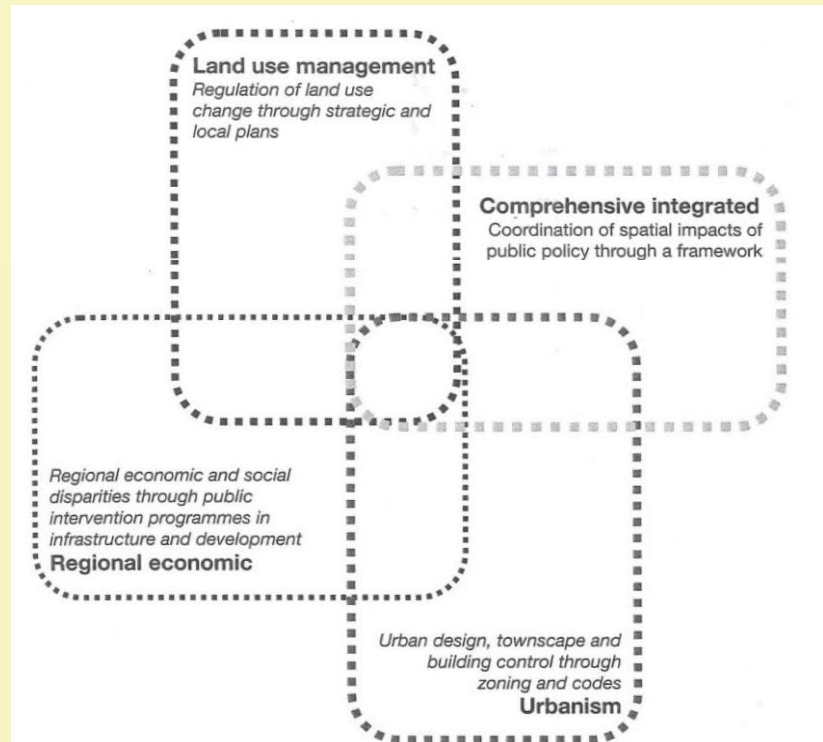 Land use management
Regulation of land use
change through strategic and
local plans
Comprehensive integrated
Coordination of spatial impacts of
public policy through a framework
Regional economic and social
disparities through public
intervention programmes in
infrastructure and development
Regional economic
Urban design, townscape and
building control through
zoning and codes
Urbanism